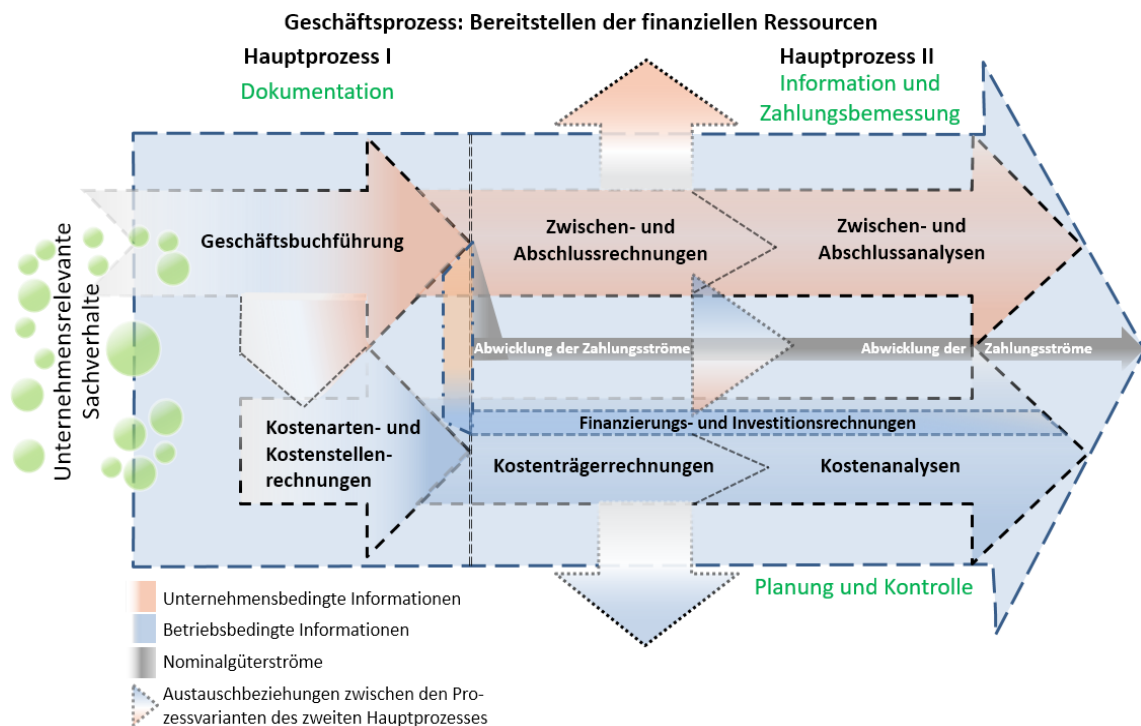 Geschäftsprozess: Bereitstellen der finanziellen Ressourcen
Hauptprozess I
Dokumentation
Hauptprozess II
Information und
Zahlungsbemessung
Unternehmensrelevante
Sachverhalte
Geschäftsbuchführung
Zwischen- und
Abschlussrechnungen
Zwischen- und
Abschlussanalysen
Abwicklung der Zahlungsströme
Abwicklung der Zahlungsströme
Finanzierungs- und Investitionsrechnungen
Kostenarten- und
Kostenstellen-
rechnungen
Kostenträgerrechnungen
Kostenanalysen
Planung und Kontrolle
Unternehmensbedingte Informationen
Betriebsbedingte Informationen
Nominalgüterströme
Austauschbeziehungen zwischen den Pro-
zessvarianten des zweiten Hauptprozesses